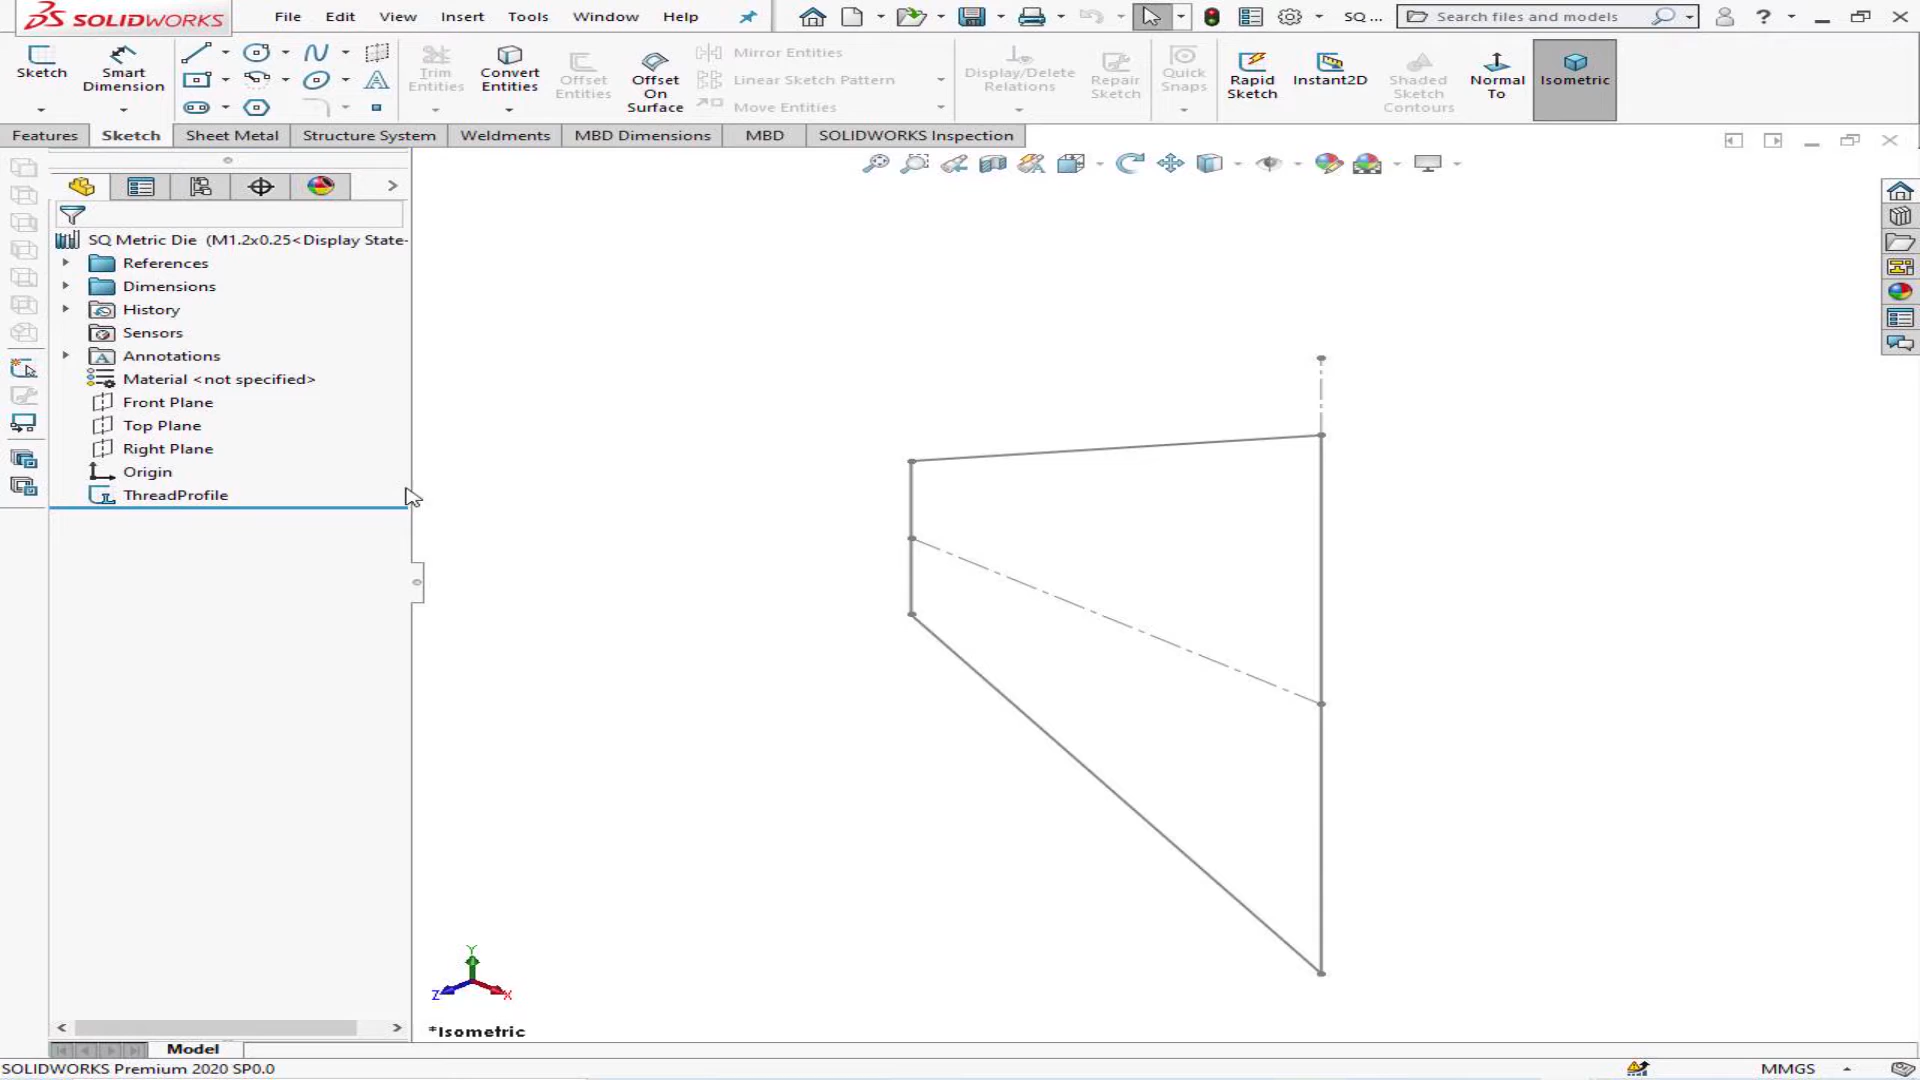 SOLIDWORKS File Edit View Insert Tools Window Help SQ ... Search files and models
Sketch Smart Dimension Trim Entities Convert Entities Offset Entities Offset On Surface Mirror Entities Linear Sketch Pattern Move Entities Display/Delete Relations Repair Sketch Quick Snaps Rapid Sketch Instant2D Shaded Sketch Contours Normal To Isometric
Features Sketch Sheet Metal Structure System Weldments MBD Dimensions MBD SOLIDWORKS Inspection
SQ Metric Die (M1.2x0.25<Display State-
References
Dimensions
History
Sensors
Annotations
Material <not specified>
Front Plane
Top Plane
Right Plane
Origin
ThreadProfile
Y
Z X
*Isometric
Model
SOLIDWORKS Premium 2020 SP0.0 MMGS